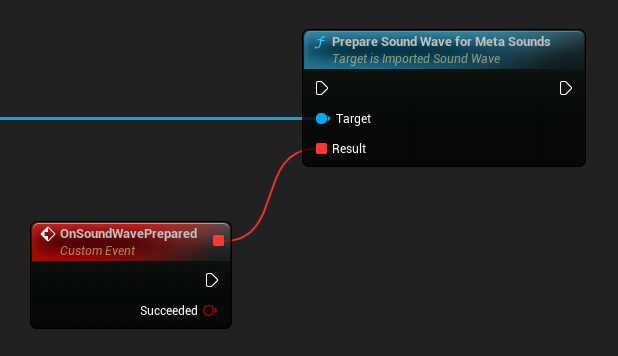 Prepare Sound Wave for Meta Sounds
Target is Imported Sound Wave
Target
Result
OnSoundWavePrepared
Custom Event
Succeeded